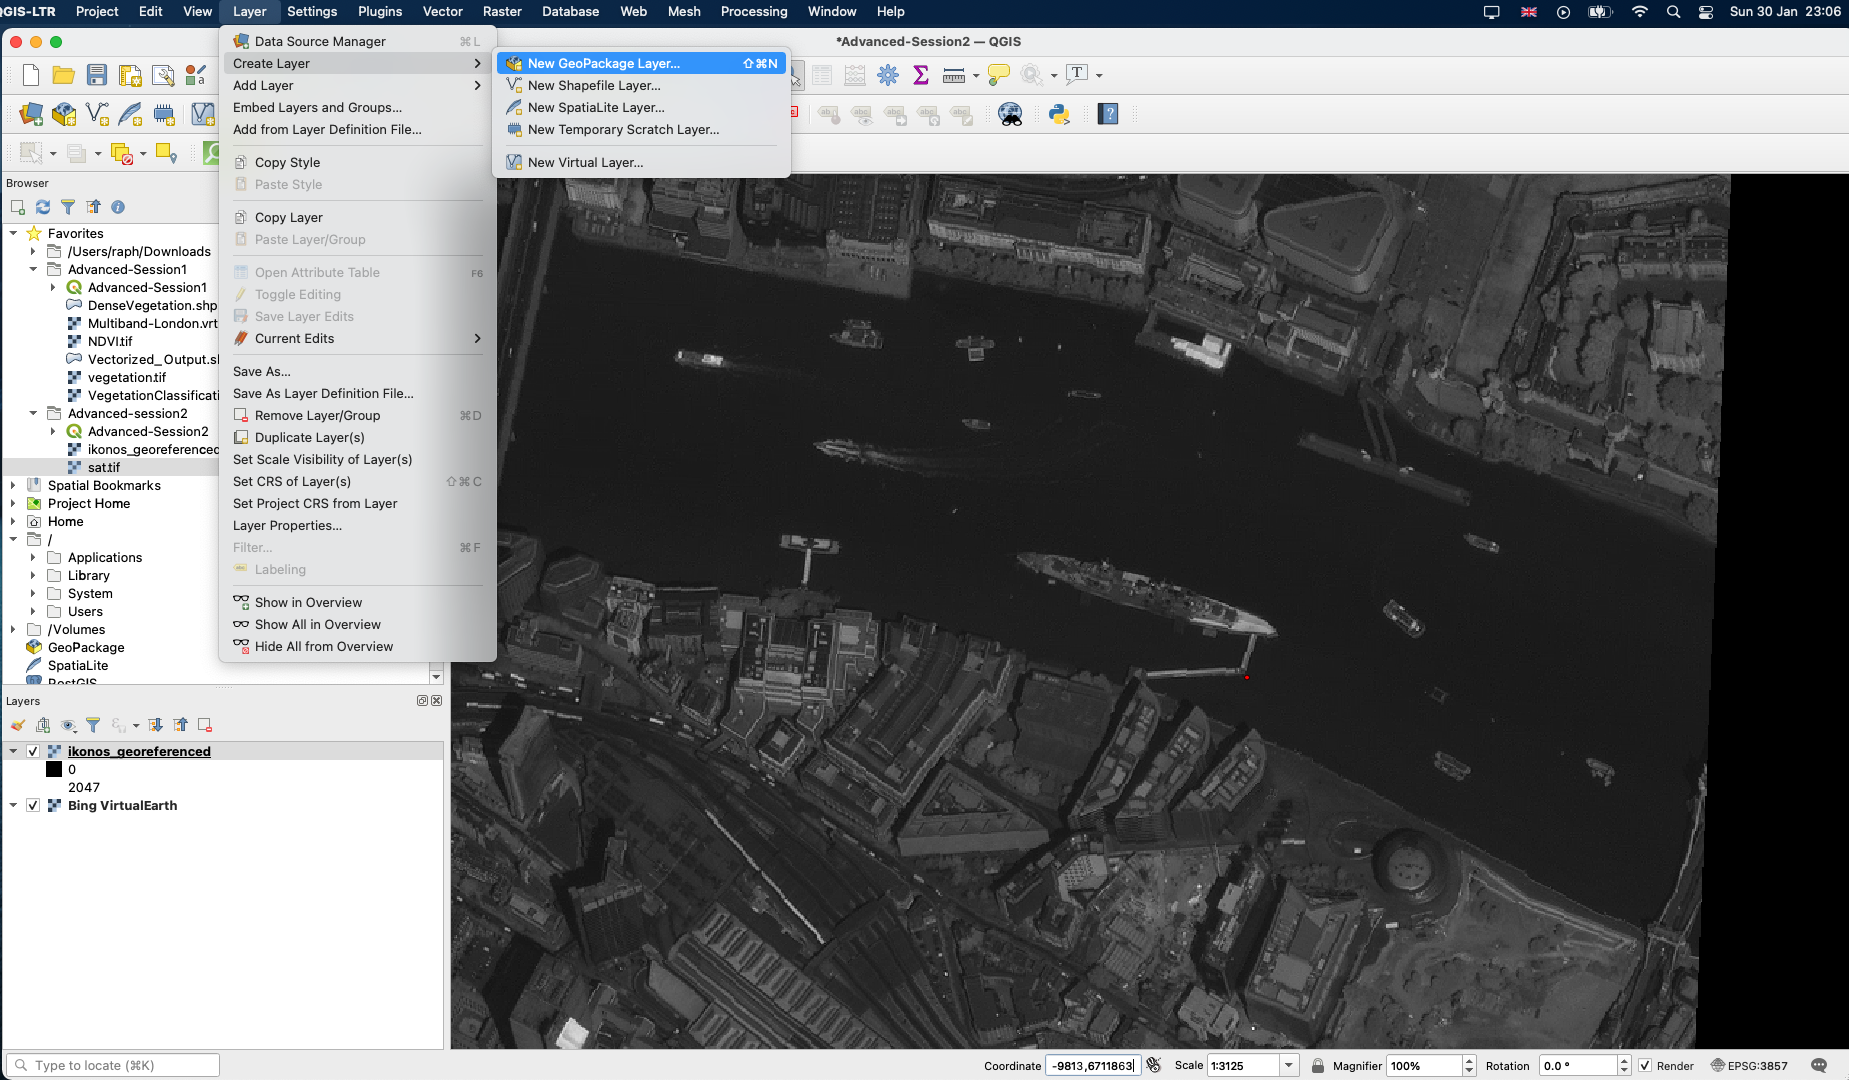 QGIS-LTR Project Edit View Layer Settings Plugins Vector Raster Database Web Mesh Processing Window Help Sun 30 Jan 23:06
*Advanced-Session2 — QGIS
Data Source Manager ⌘L
Create Layer
Add Layer
Embed Layers and Groups...
Add from Layer Definition File...
Copy Style
Paste Style
Copy Layer
Paste Layer/Group
Open Attribute Table F6
Toggle Editing
Save Layer Edits
Current Edits
Save As...
Save As Layer Definition File...
Remove Layer/Group ⌘D
Duplicate Layer(s)
Set Scale Visibility of Layer(s)
Set CRS of Layer(s) ⇧⌘C
Set Project CRS from Layer
Layer Properties...
Filter... ⌘F
Labeling
Show in Overview
Show All in Overview
Hide All from Overview
New GeoPackage Layer... ⇧⌘N
New Shapefile Layer...
New SpatiaLite Layer...
New Temporary Scratch Layer...
New Virtual Layer...
Browser
Favorites
/Users/raph/Downloads
Advanced-Session1
Advanced-Session1
DenseVegetation.shp
Multiband-London.vrt
NDVI.tif
Vectorized_Output.sh
vegetation.tif
VegetationClassificati
Advanced-session2
Advanced-Session2
ikonos_georeferenced
sat.tif
Spatial Bookmarks
Project Home
Home
/
Applications
Library
System
Users
/Volumes
GeoPackage
SpatiaLite
PostGIS
Layers
ikonos_georeferenced
0
2047
Bing VirtualEarth
Type to locate (⌘K)
Coordinate -9813,6711863 Scale 1:3125 Magnifier 100% Rotation 0.0 ° Render EPSG:3857